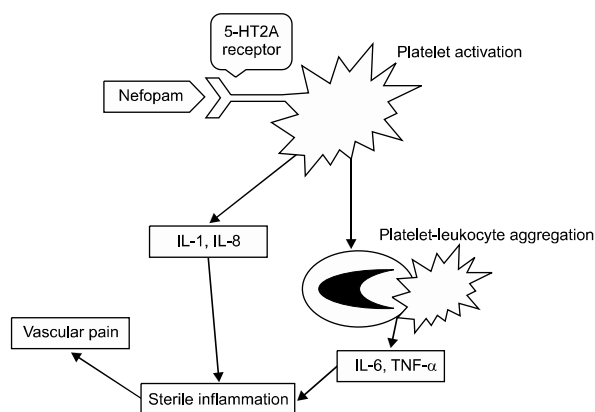 5-HT2A
receptor
Platelet activation
Nefopam
IL-1, IL-8
Platelet-leukocyte aggregation
Vascular pain
IL-6, TNF-α
Sterile inflammation